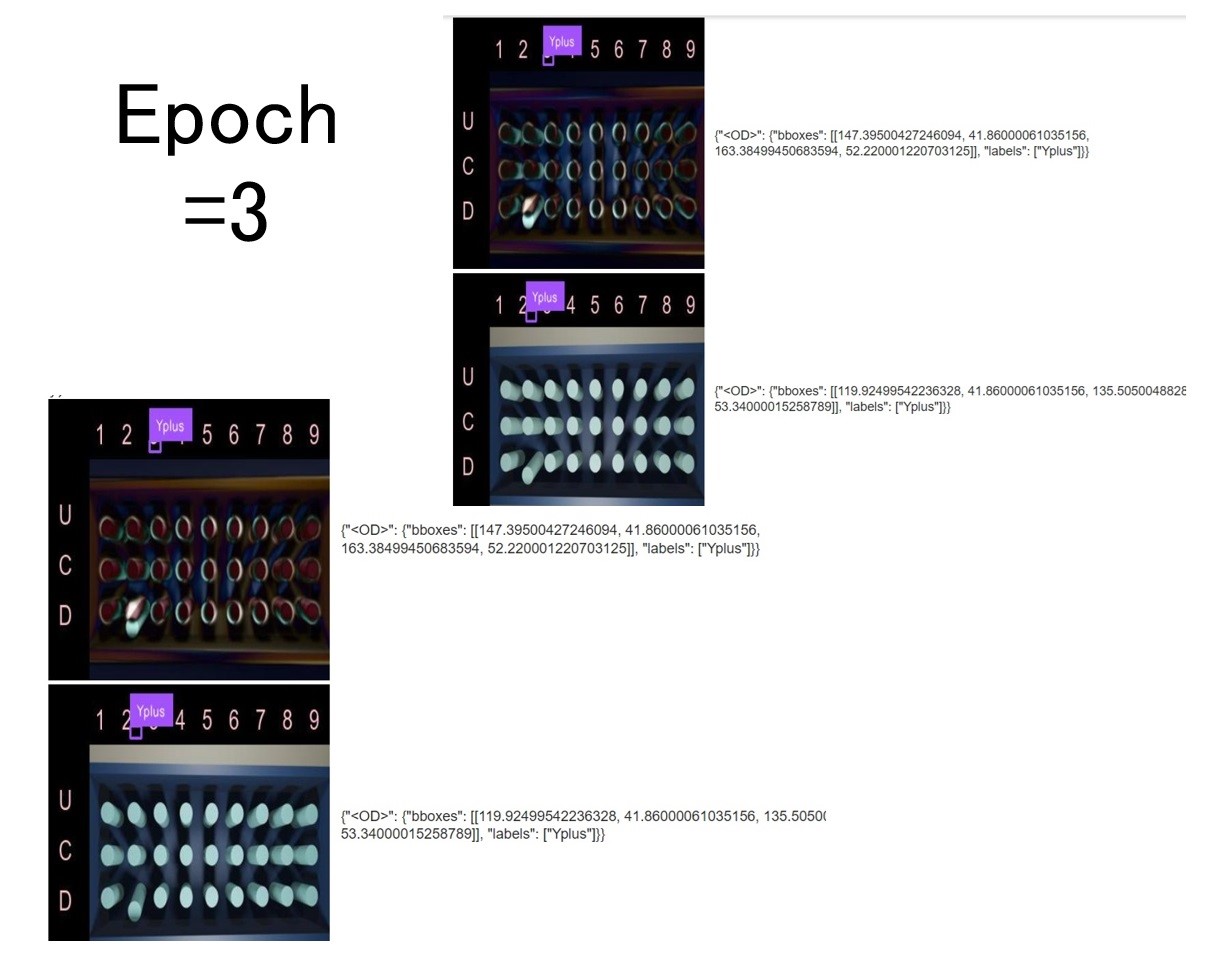 Epoch
=3
Yplus
1 2 5 6 7 8 9
U
C
D
{"<OD>": {"bboxes": [[147.39500427246094, 41.86000061035156,
163.38499450683594, 52.220001220703125]], "labels": ["Yplus"]}}
Yplus
1 2 4 5 6 7 8 9
U
C
D
{"<OD>": {"bboxes": [[119.92499542236328, 41.86000061035156, 135.5050048828
53.34000015258789]], "labels": ["Yplus"]}}
Yplus
1 2 5 6 7 8 9
U
C
D
{"<OD>": {"bboxes": [[147.39500427246094, 41.86000061035156,
163.38499450683594, 52.220001220703125]], "labels": ["Yplus"]}}
Yplus
1 2 4 5 6 7 8 9
U
C
D
{"<OD>": {"bboxes": [[119.92499542236328, 41.86000061035156, 135.5050
53.34000015258789]], "labels": ["Yplus"]}}